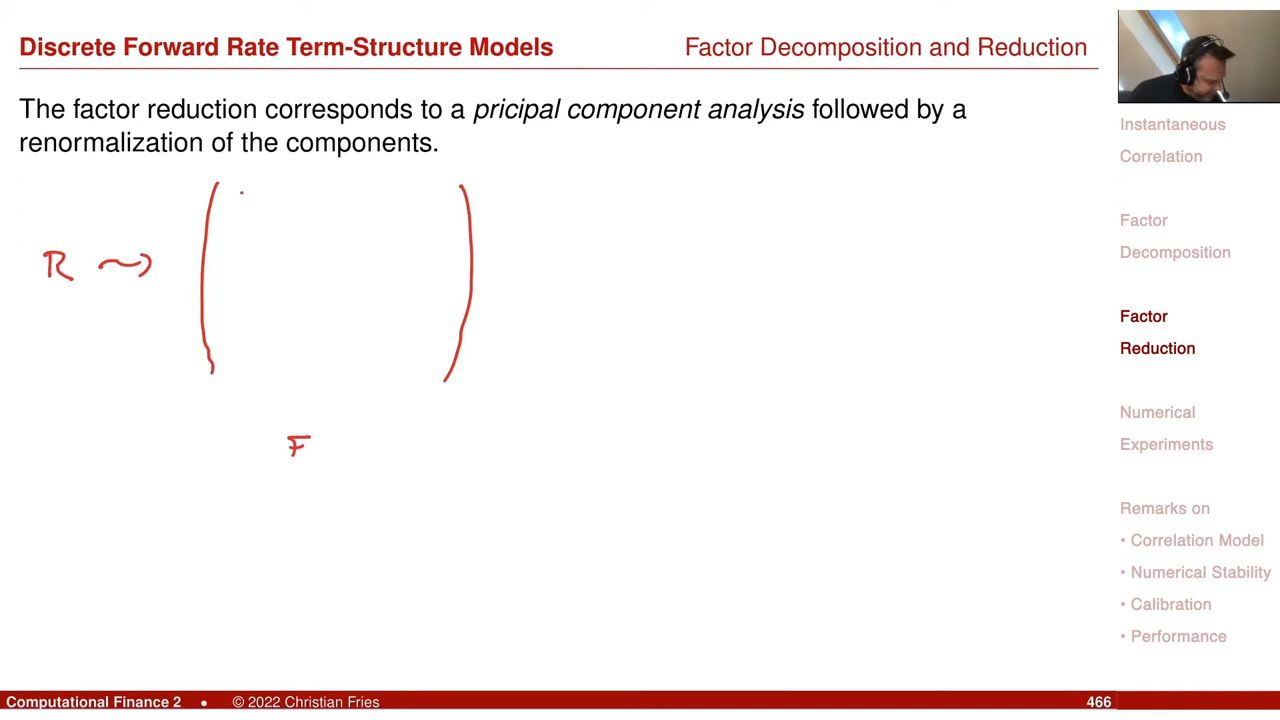 Discrete Forward Rate Term-Structure Models
Factor Decomposition and Reduction
The factor reduction corresponds to a pricipal component analysis followed by a
renormalization of the components.
R
F
Instantaneous
Correlation
Factor
Decomposition
Factor
Reduction
Numerical
Experiments
Remarks on
• Correlation Model
• Numerical Stability
• Calibration
• Performance
Computational Finance 2 • © 2022 Christian Fries
466